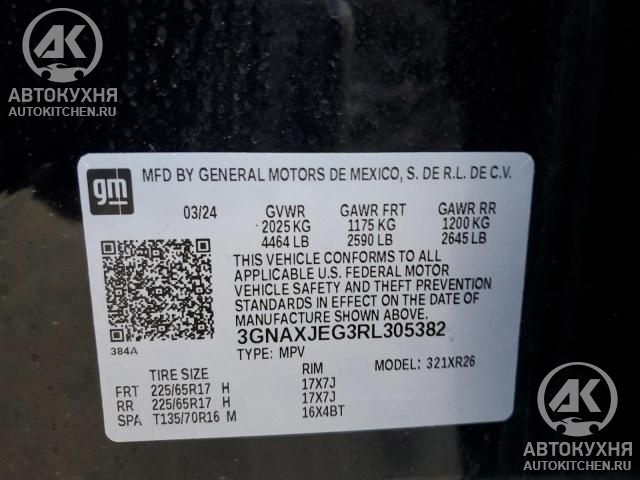 AK
АВТОКУХНЯ
AUTOKITCHEN.RU
gm
MFD BY GENERAL MOTORS DE MEXICO, S. DE R.L. DE C.V.
03/24 GVWR GAWR FRT GAWR RR
2025 KG 1175 KG 1200 KG
4464 LB 2590 LB 2645 LB
THIS VEHICLE CONFORMS TO ALL
APPLICABLE U.S. FEDERAL MOTOR
VEHICLE SAFETY AND THEFT PREVENTION
STANDARDS IN EFFECT ON THE DATE OF
MANUFACTURE SHOWN ABOVE.
384A
3GNAXJEG3RL305382
TYPE: MPV MODEL: 321XR26
TIRE SIZE RIM
FRT 225/65R17 H 17X7J
RR 225/65R17 H 17X7J
SPA T135/70R16 M 16X4BT
AK
АВТОКУХНЯ
AUTOKITCHEN.RU